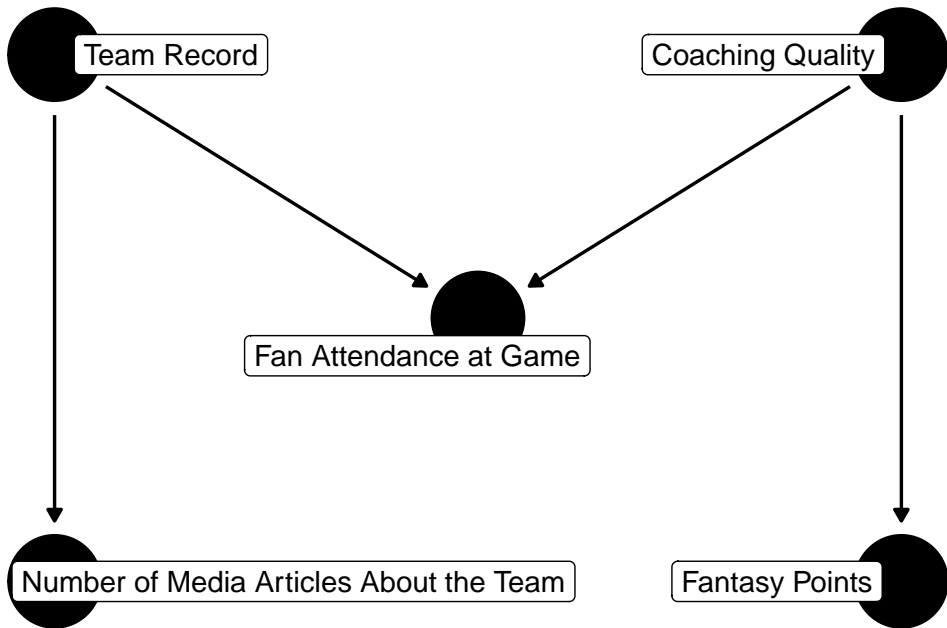 Team Record
Coaching Quality
Fan Attendance at Game
Number of Media Articles About the Team
Fantasy Points